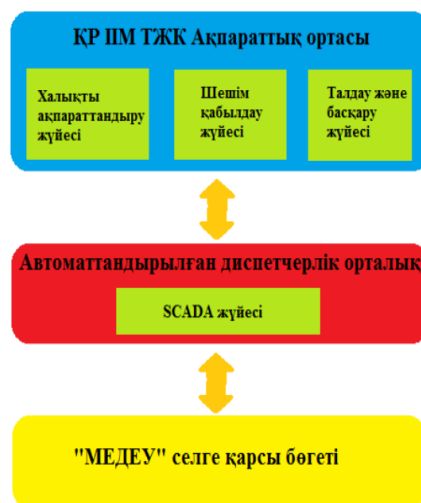 ҚР ІІМ ТЖК Ақпараттық ортасы
Халықты
ақпараттандыру
жүйесі
Шешім
қабылдау
жүйесі
Талдау және
басқару
жүйесі
Автоматтандырылған диспетчерлік орталық
SCADA жүйесі
"МЕДЕУ" селге қарсы бөгеті